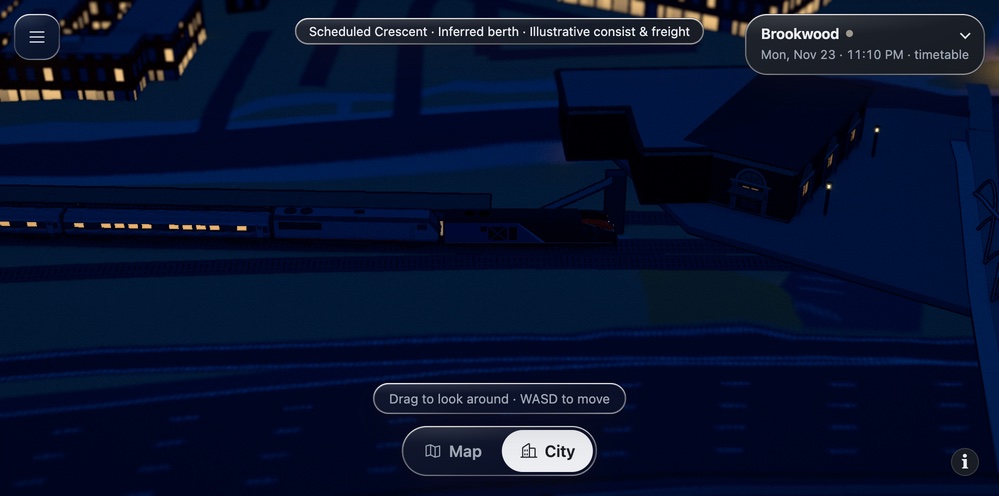 Scheduled Crescent · Inferred berth · Illustrative consist & freight
Brookwood
Mon, Nov 23 · 11:10 PM · timetable
Drag to look around · WASD to move
Map
City
i